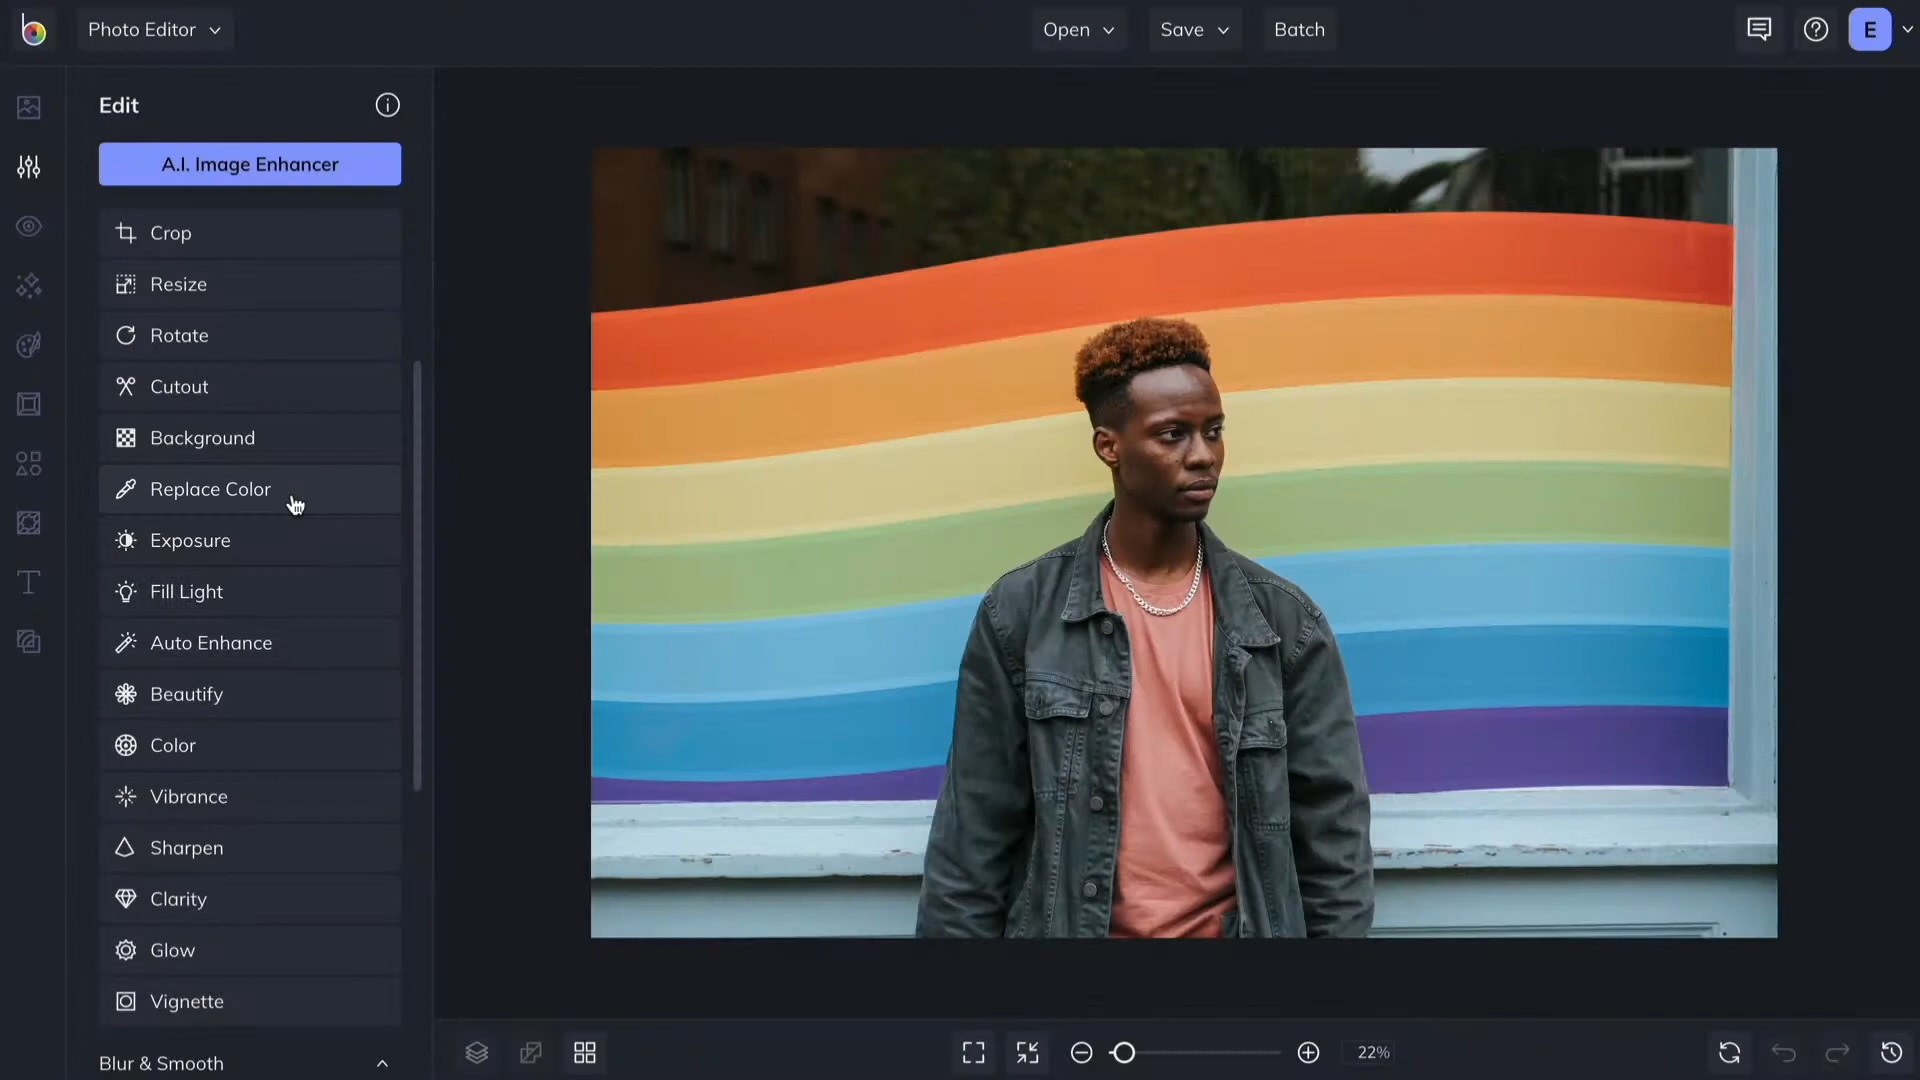 Photo Editor
Open
Save
Batch
E
Edit
A.I. Image Enhancer
Crop
Resize
Rotate
Cutout
Background
Replace Color
Exposure
Fill Light
Auto Enhance
Beautify
Color
Vibrance
Sharpen
Clarity
Glow
Vignette
Blur & Smooth
22%